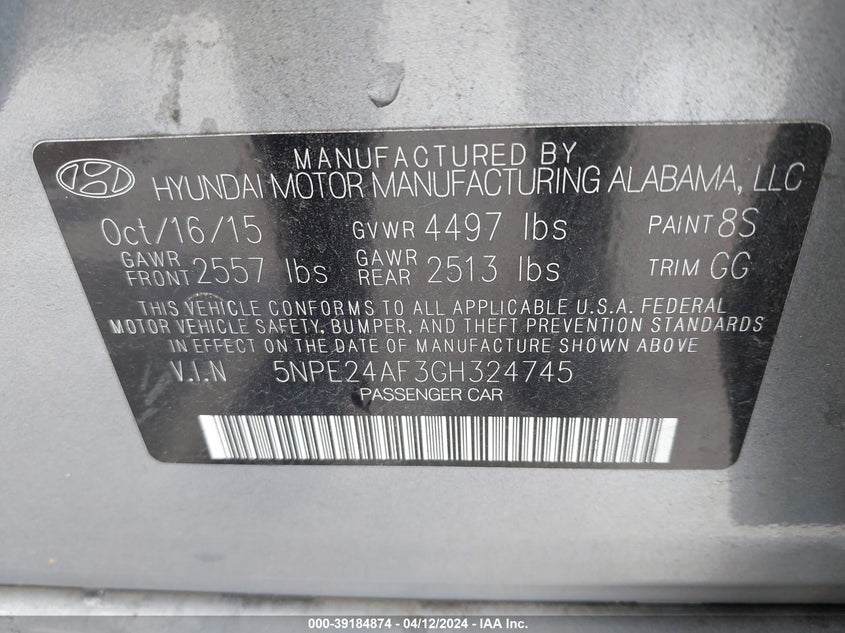 MANUFACTURED BY
HYUNDAI MOTOR MANUFACTURING ALABAMA, LLC
Oct/16/15 GVWR 4497 lbs PAINT 8S
GAWR FRONT 2557 lbs GAWR REAR 2513 lbs TRIM GG
THIS VEHICLE CONFORMS TO ALL APPLICABLE U.S.A. FEDERAL
MOTOR VEHICLE SAFETY, BUMPER, AND THEFT PREVENTION STANDARDS
IN EFFECT ON THE DATE OF MANUFACTURE SHOWN ABOVE
V.I.N 5NPE24AF3GH324745
PASSENGER CAR
000-39184874 - 04/12/2024 - IAA Inc.